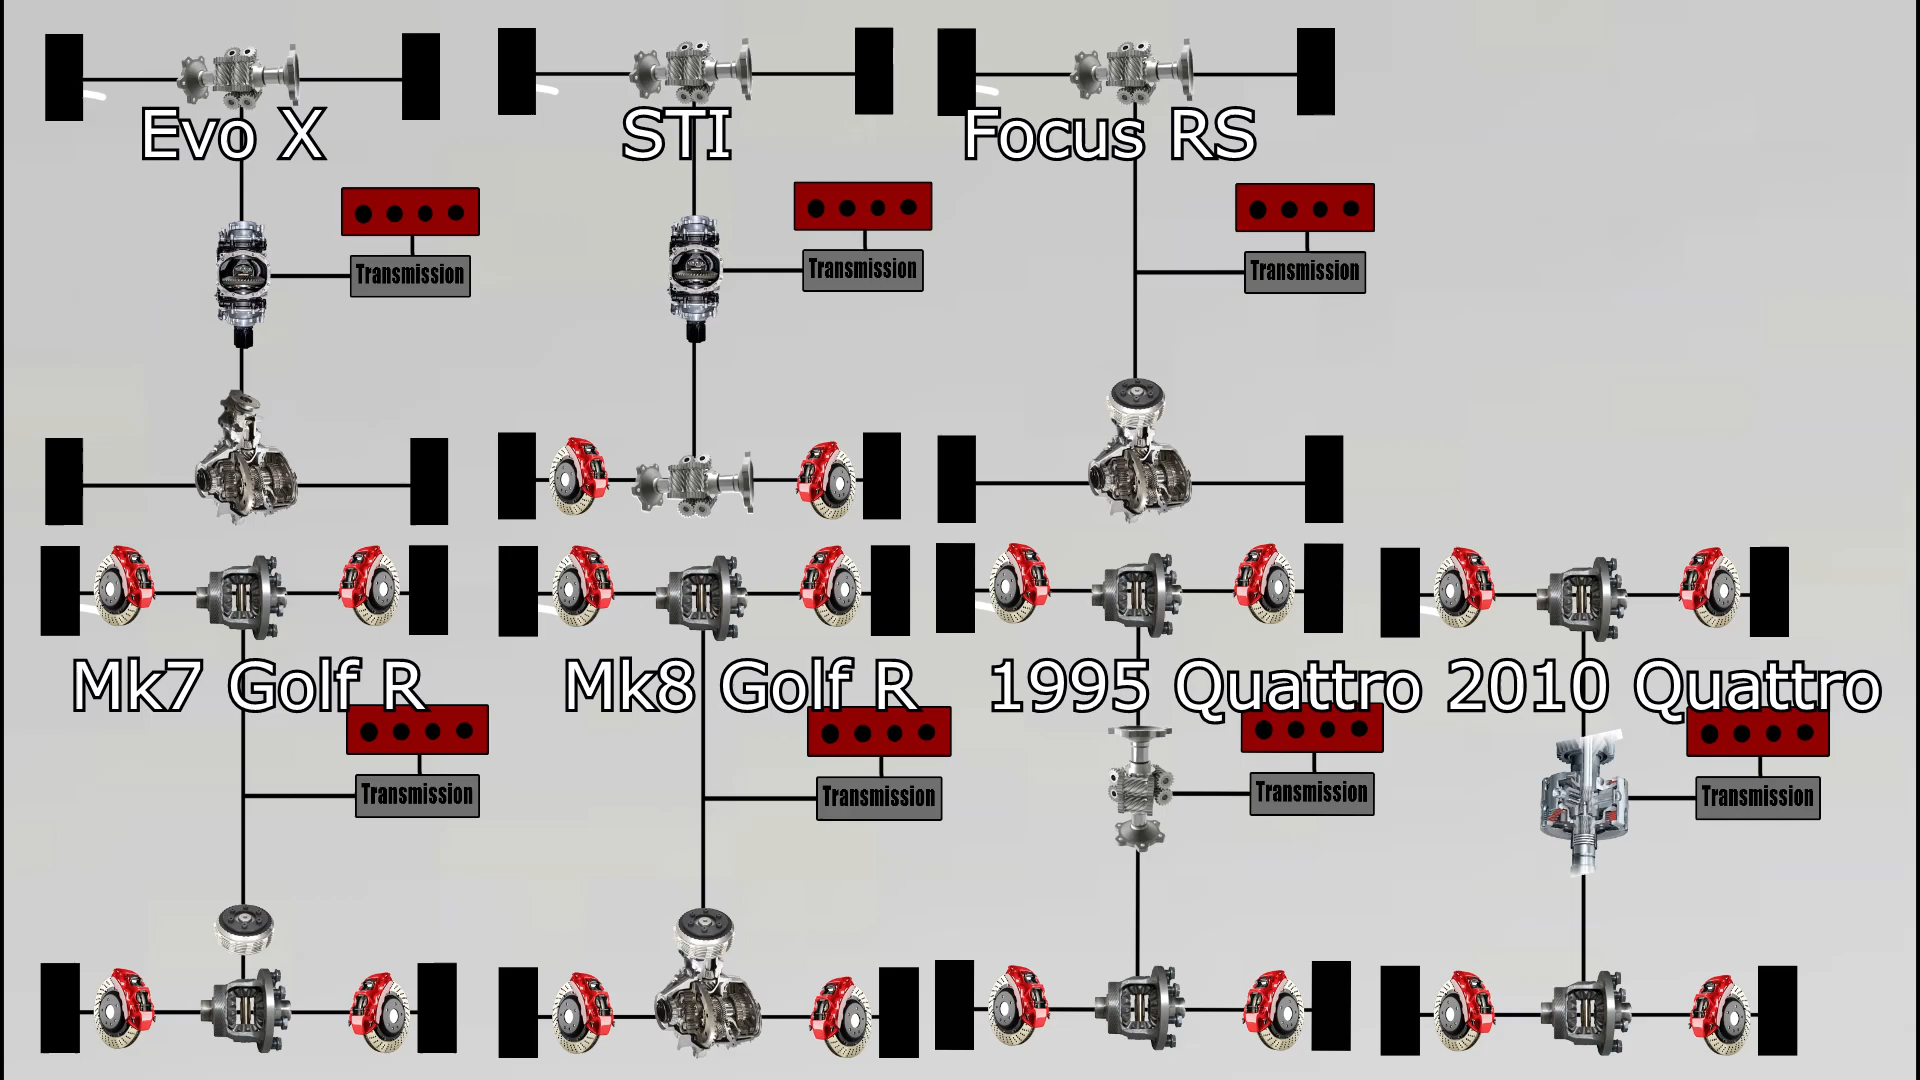 Evo X
STI
Focus RS
Transmission
Transmission
Transmission
Mk7 Golf R
Mk8 Golf R
1995 Quattro
2010 Quattro
Transmission
Transmission
Transmission
Transmission